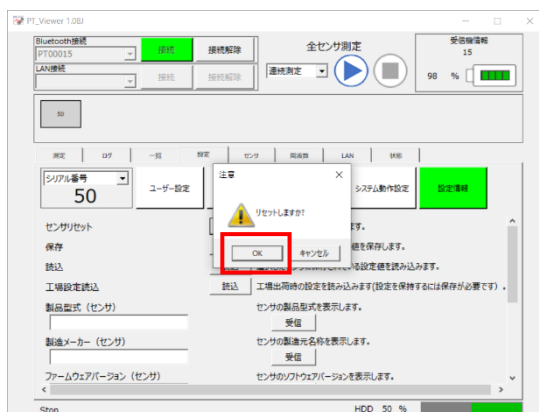 PT_Viewer 1.08J
Bluetooth接続
PT00015
接続
接続解除
LAN接続
接続
接続解除
全センサ測定
連続測定
受信機情報
15
98 %
50
測定 ログ 一覧 設定 センサ 周波数 LAN 状態
シリアル番号
50
ユーザー設定
システム動作設定
設定情報
注意
リセットしますか?
OK
キャンセル
センサリセット
ます。
保存
値を保存します。
読込
いる設定値を読み込みます。
工場設定読込
読込
工場出荷時の設定を読み込みます(設定を保持するには保存が必要です)。
製品型式(センサ)
センサの製品型式を表示します。
受信
製造メーカー(センサ)
センサの製造元名称を表示します。
受信
ファームウェアバージョン(センサ)
センサのソフトウェアバージョンを表示します。
Stop
HDD 50 %